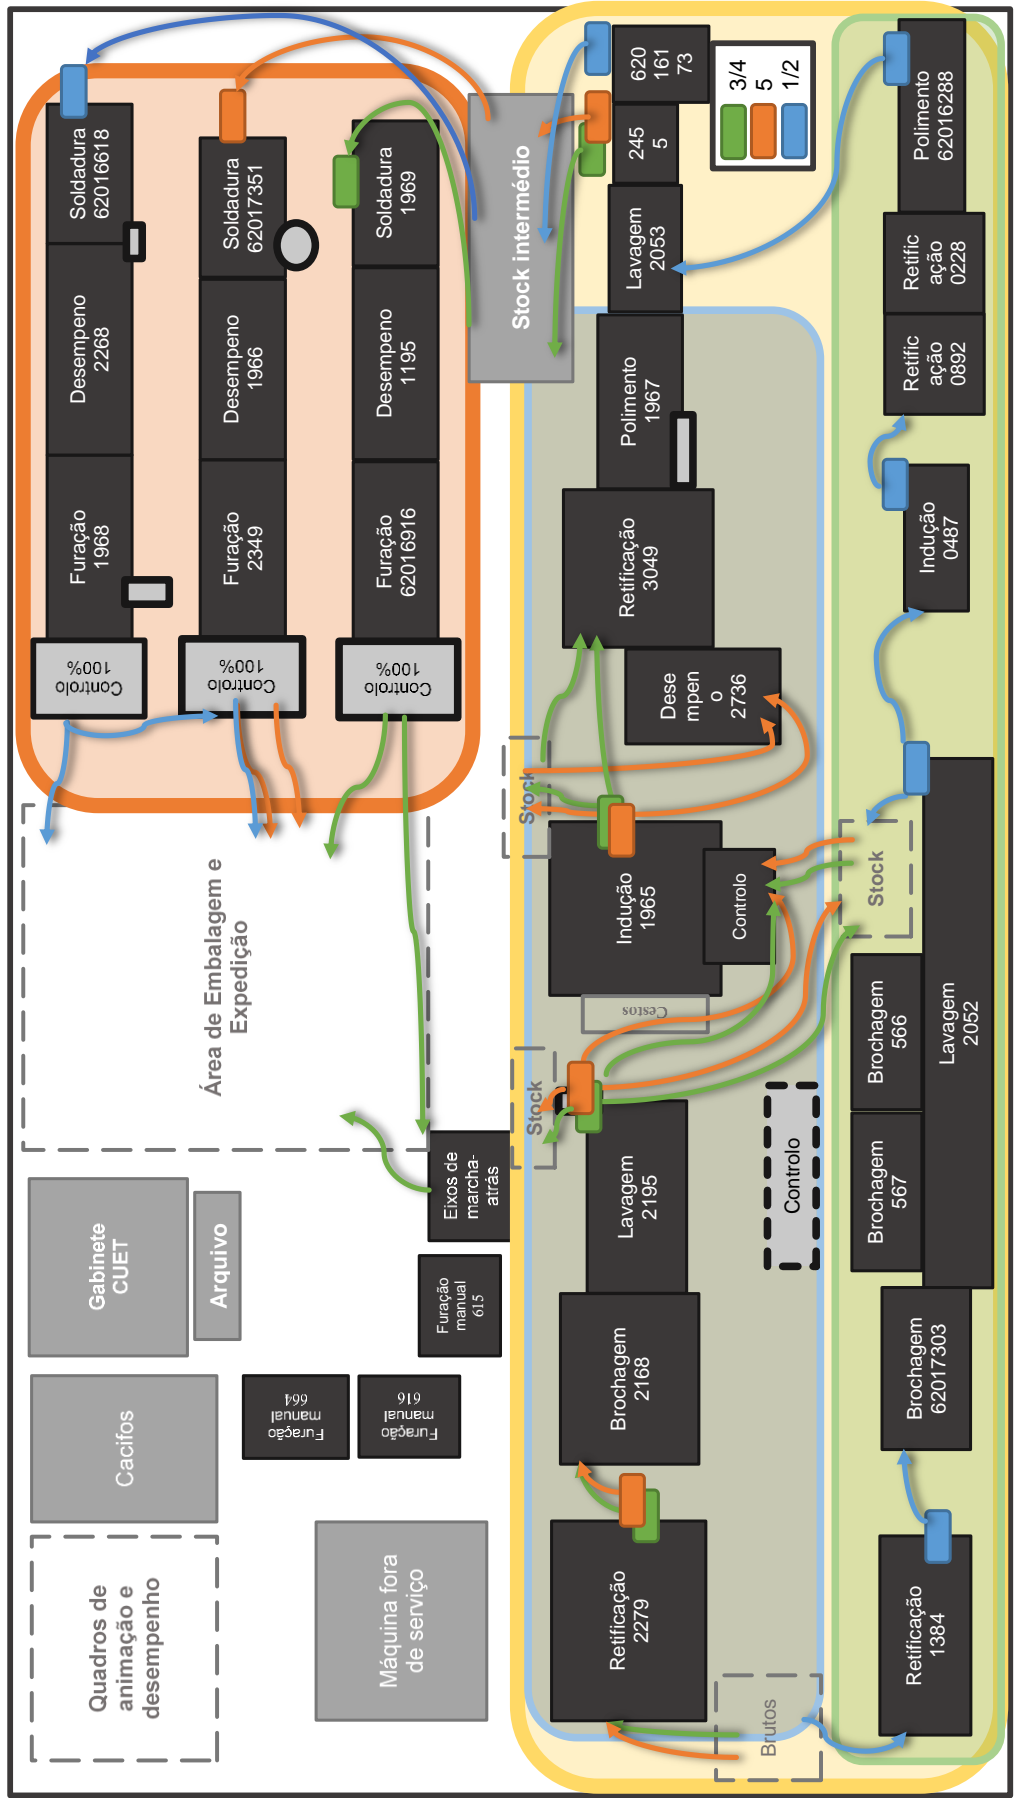 Soldadura
62016618
Desempeno
2268
Furação
1968
Controlo
100%
Soldadura
62017351
Desempeno
1966
Furação
2349
Controlo
100%
Soldadura
1969
Desempeno
1195
Furação
62016916
Controlo
100%
Stock intermédio
620
161
73
245
5
Lavagem
2053
Polimento
1967
Retificação
3049
Dese
mpen
o
2736
Stock
Indução
1965
Controlo
Cestos
Stock
Lavagem
2195
Brochagem
2168
Retificação
2279
Brutos
3/4
5
1/2
Polimento
62016288
Retific
ação
0228
Retific
ação
0892
Indução
0487
Stock
Lavagem
2052
Brochagem
566
Brochagem
567
Brochagem
62017303
Retificação
1384
Controlo
Área de Embalagem e
Expedição
Eixos de
marcha-
atrás
Furação
manual
615
Furação
manual
664
Furação
manual
616
Gabinete
CUET
Arquivo
Cacifos
Quadros de
animação e
desempenho
Máquina fora
de serviço